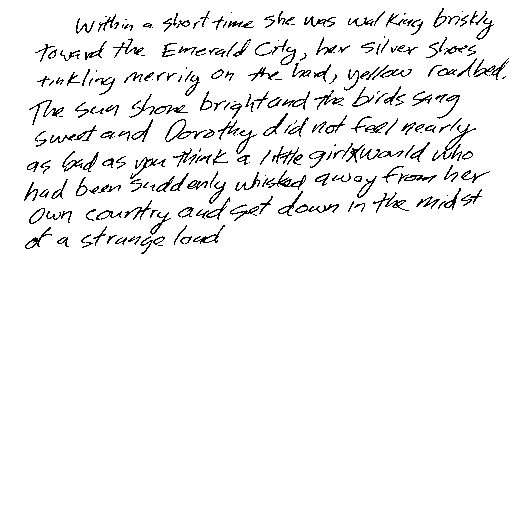 Within a short time she was walking briskly
toward the Emerald City, her silver shoes
tinkling merrily on the hard, yellow roadbed.
The sun shone bright and the birds sang
sweet and Dorothy did not feel nearly
as bad as you think a little girl would who
had been suddenly whisked away from her
own country and set down in the midst
of a strange land